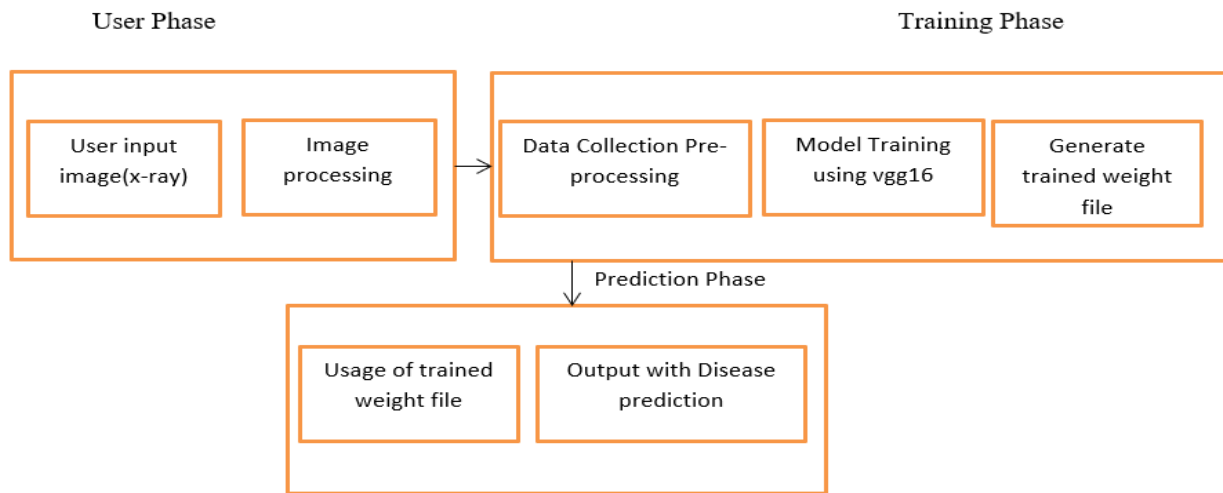 User Phase
Training Phase
User input
image(x-ray)
Image
processing
Data Collection Pre-
processing
Model Training
using vgg16
Generate
trained weight
file
Prediction Phase
Usage of trained
weight file
Output with Disease
prediction